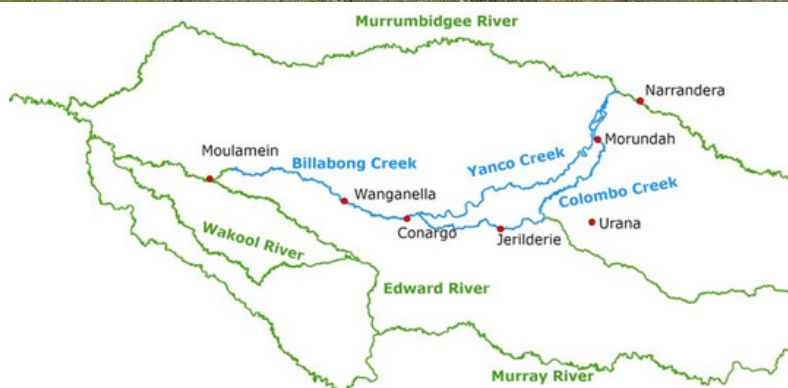 Murrumbidgee River
Narrandera
Morundah
Moulamein
Billabong Creek
Yanco Creek
Wanganella
Colombo Creek
Conargo
Jerilderie
Urana
Wakool River
Edward River
Murray River